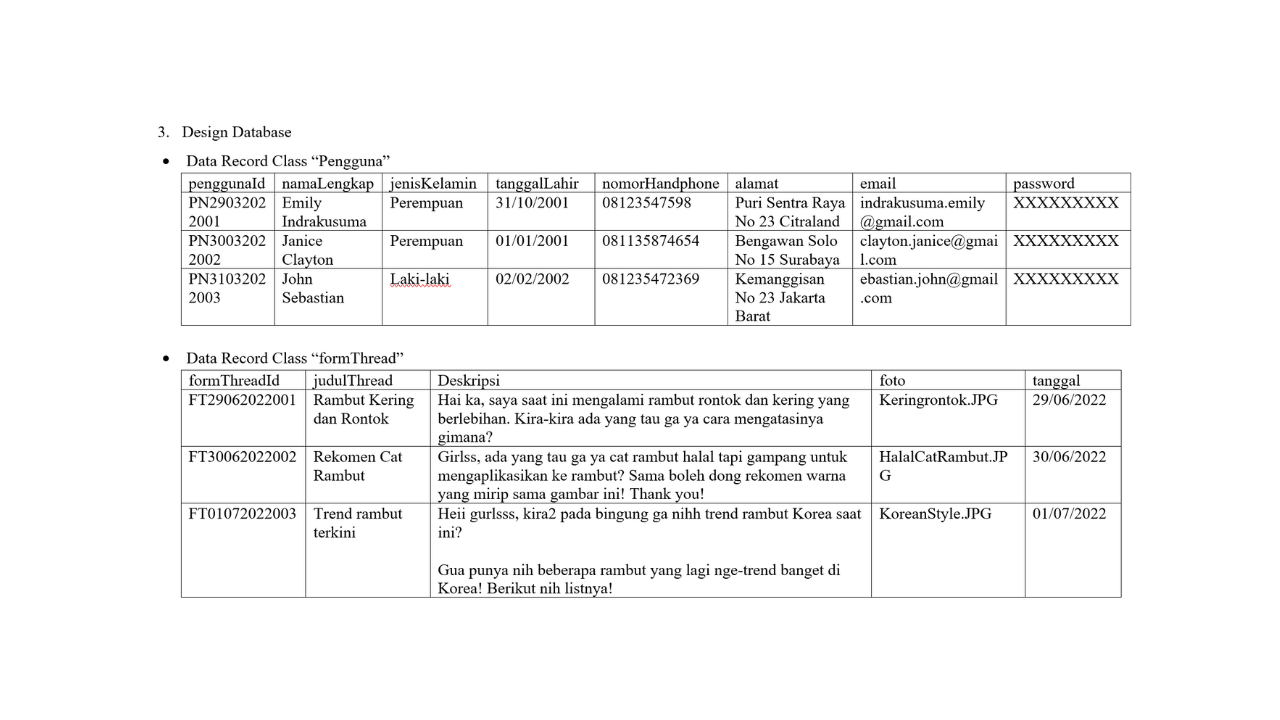 3. Design Database
• Data Record Class “Pengguna”
penggunaId namaLengkap jenisKelamin tanggalLahir nomorHandphone alamat email password
PN2903202 Emily Perempuan 31/10/2001 08123547598 Puri Sentra Raya indrakusuma.emily XXXXXXXXX
2001 Indrakusuma No 23 Citraland @gmail.com
PN3003202 Janice Perempuan 01/01/2001 081135874654 Bengawan Solo clayton.janice@gmai XXXXXXXXX
2002 Clayton No 15 Surabaya l.com
PN3103202 John Laki-laki 02/02/2002 081235472369 Kemanggisan ebastian.john@gmail XXXXXXXXX
2003 Sebastian No 23 Jakarta .com
Barat
• Data Record Class “formThread”
formThreadId judulThread Deskripsi foto tanggal
FT29062022001 Rambut Kering Hai ka, saya saat ini mengalami rambut rontok dan kering yang Keringrontok.JPG 29/06/2022
dan Rontok berlebihan. Kira-kira ada yang tau ga ya cara mengatasinya
gimana?
FT30062022002 Rekomen Cat Girlss, ada yang tau ga ya cat rambut halal tapi gampang untuk HalalCatRambut.JP 30/06/2022
Rambut mengaplikasikan ke rambut? Sama boleh dong rekomen warna G
yang mirip sama gambar ini! Thank you!
FT01072022003 Trend rambut Heii gurlsss, kira2 pada bingung ga nihh trend rambut Korea saat KoreanStyle.JPG 01/07/2022
terkini ini?
Gua punya nih beberapa rambut yang lagi nge-trend banget di
Korea! Berikut nih listnya!